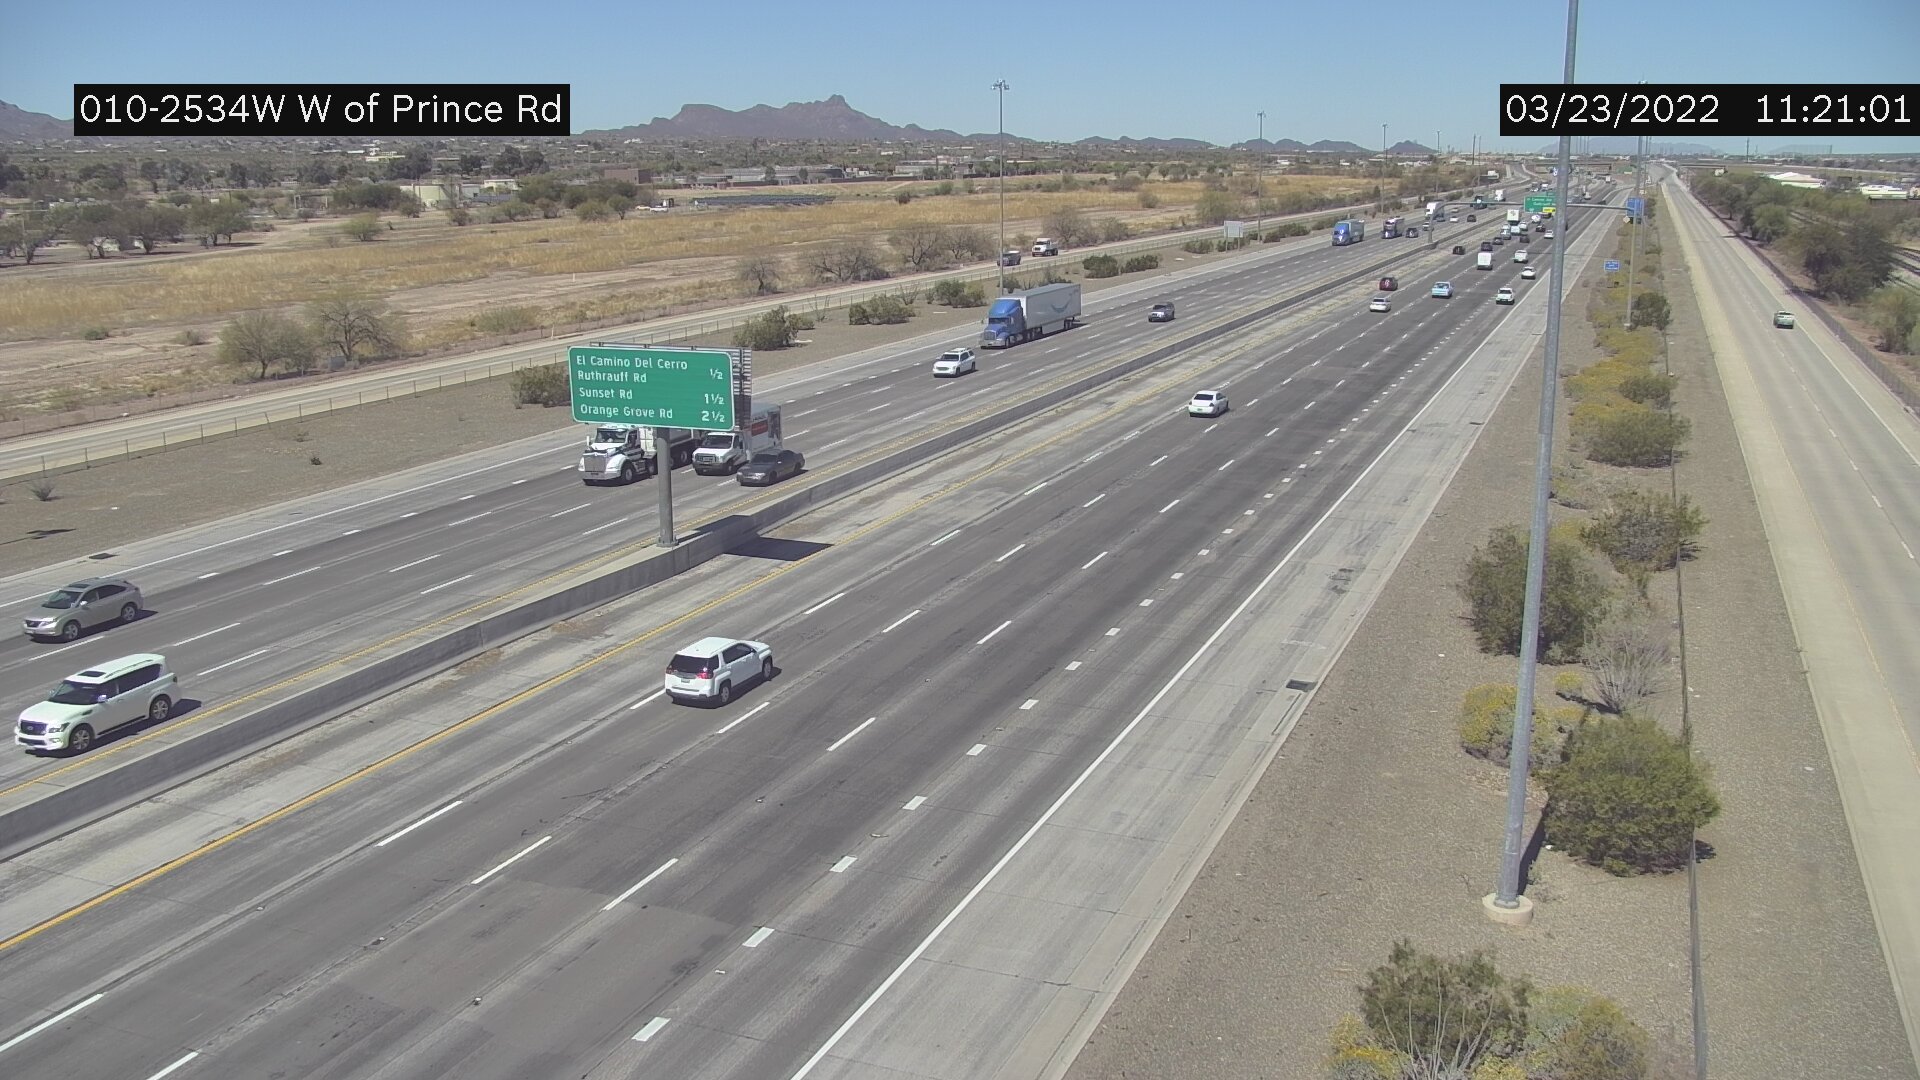 010-2534W W of Prince Rd
03/23/2022 11:21:01
El Camino Del Cerro
Ruthrauff Rd 1/2
Sunset Rd 1 1/2
Orange Grove Rd 2 1/2